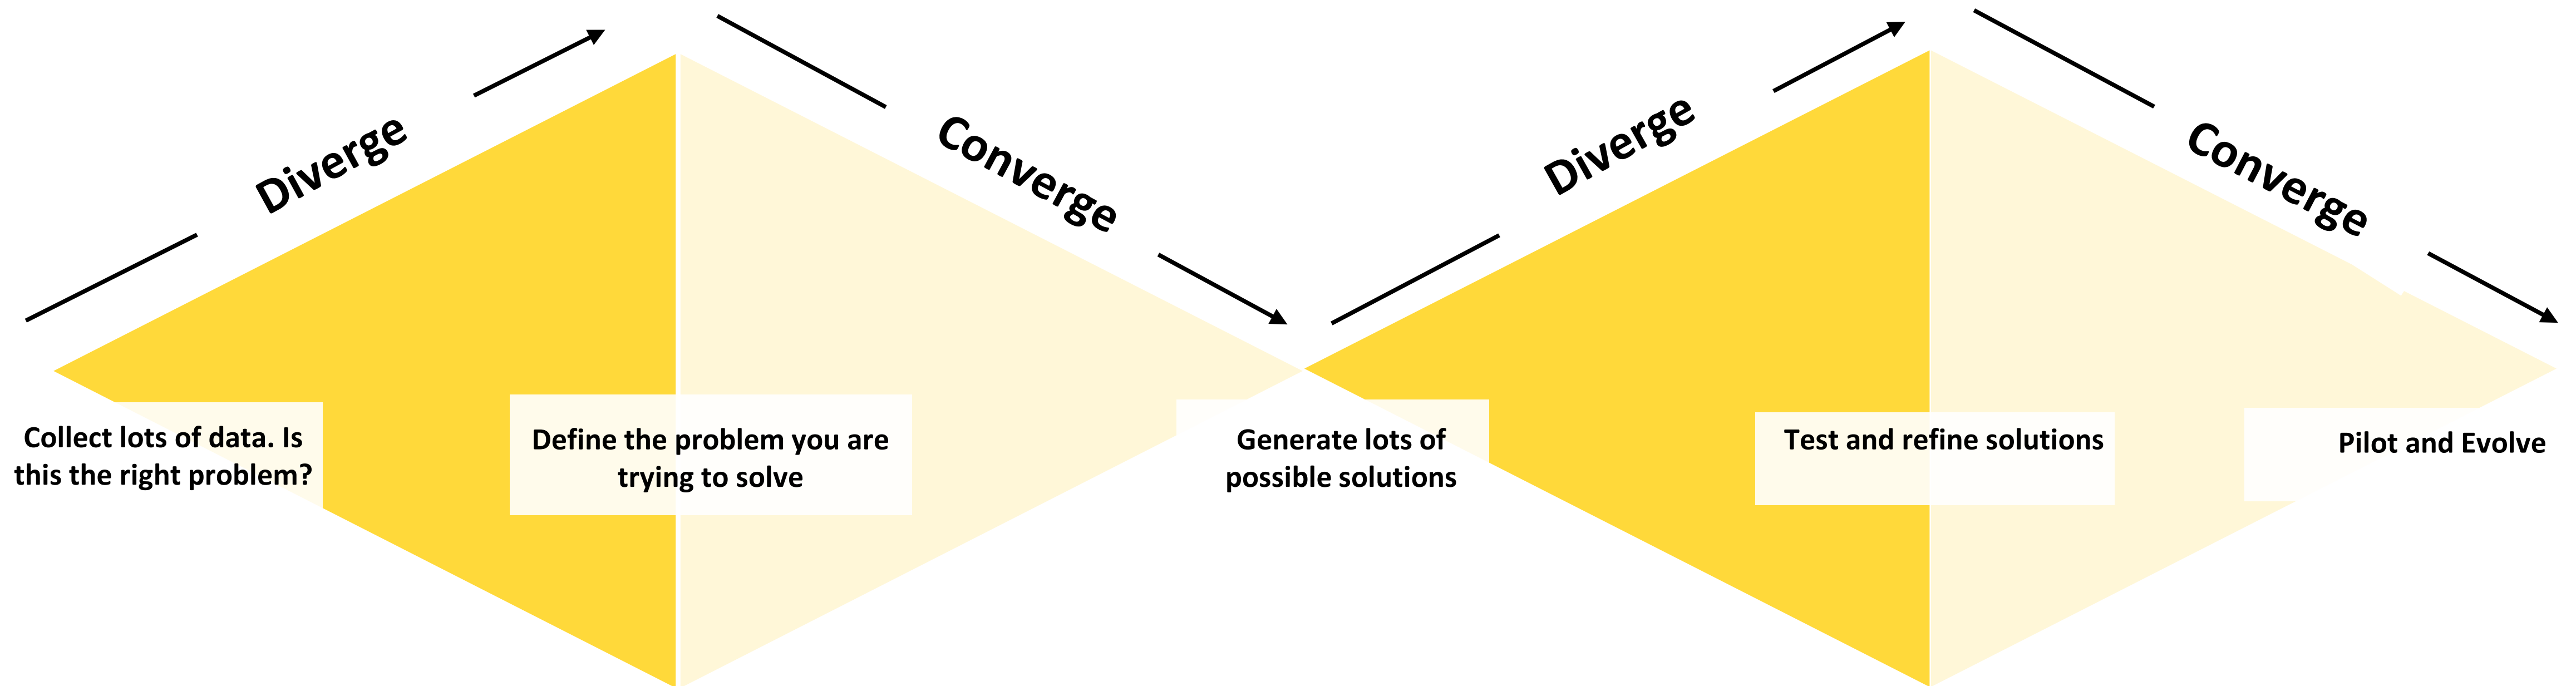 Diverge
Converge
Diverge
Converge
Collect lots of data. Is
this the right problem?
Define the problem you are
trying to solve
Generate lots of
possible solutions
Test and refine solutions
Pilot and Evolve